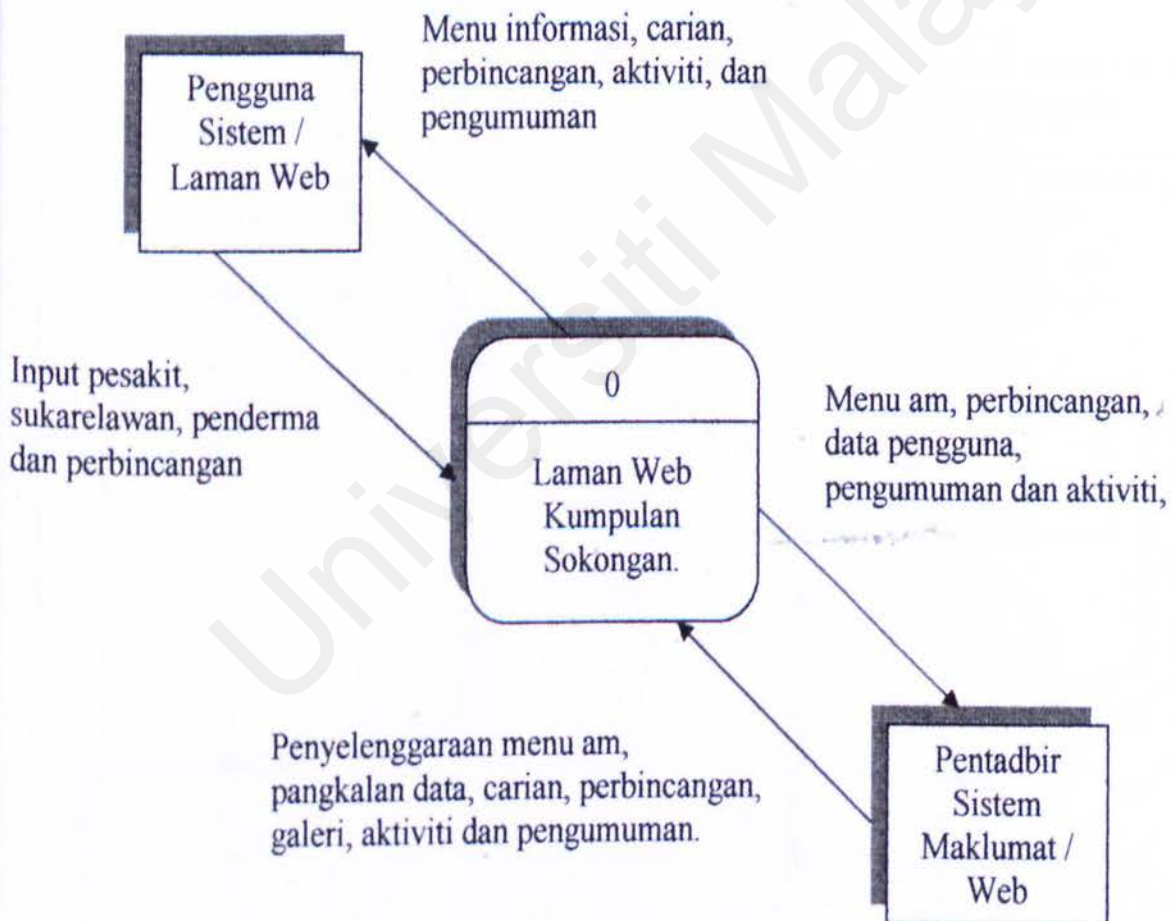 Menu informasi, carian,
perbincangan, aktiviti, dan
pengumuman
Pengguna
Sistem /
Laman Web
Input pesakit,
sukarelawan, penderma
dan perbincangan
0
Laman Web
Kumpulan
Sokongan.
Menu am, perbincangan,
data pengguna,
pengumuman dan aktiviti,
Penyelenggaraan menu am,
pangkalan data, carian, perbincangan,
galeri, aktiviti dan pengumuman.
Pentadbir
Sistem
Maklumat /
Web
Universiti Malay